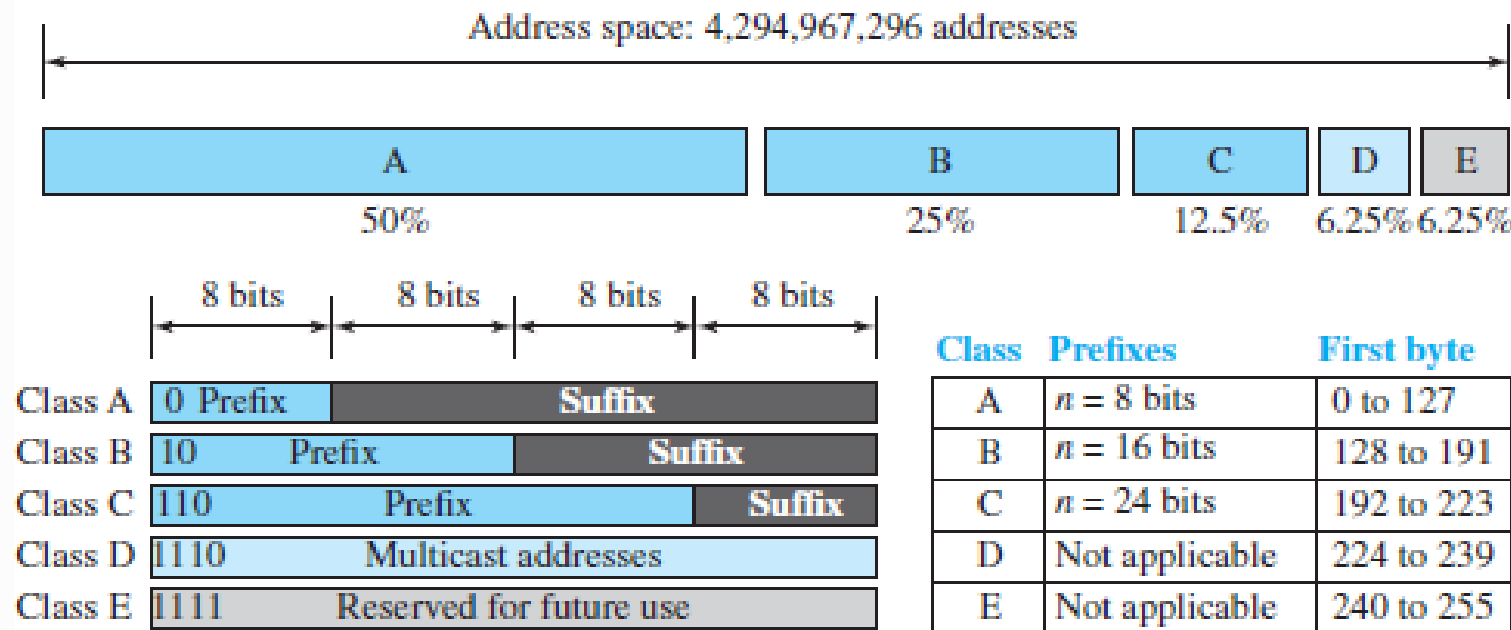 Address space: 4,294,967,296 addresses
A B C D E
50% 25% 12.5% 6.25% 6.25%
8 bits 8 bits 8 bits 8 bits
Class A 0 Prefix Suffix
Class B 10 Prefix Suffix
Class C 110 Prefix Suffix
Class D 1110 Multicast addresses
Class E 1111 Reserved for future use
Class Prefixes First byte
A n = 8 bits 0 to 127
B n = 16 bits 128 to 191
C n = 24 bits 192 to 223
D Not applicable 224 to 239
E Not applicable 240 to 255